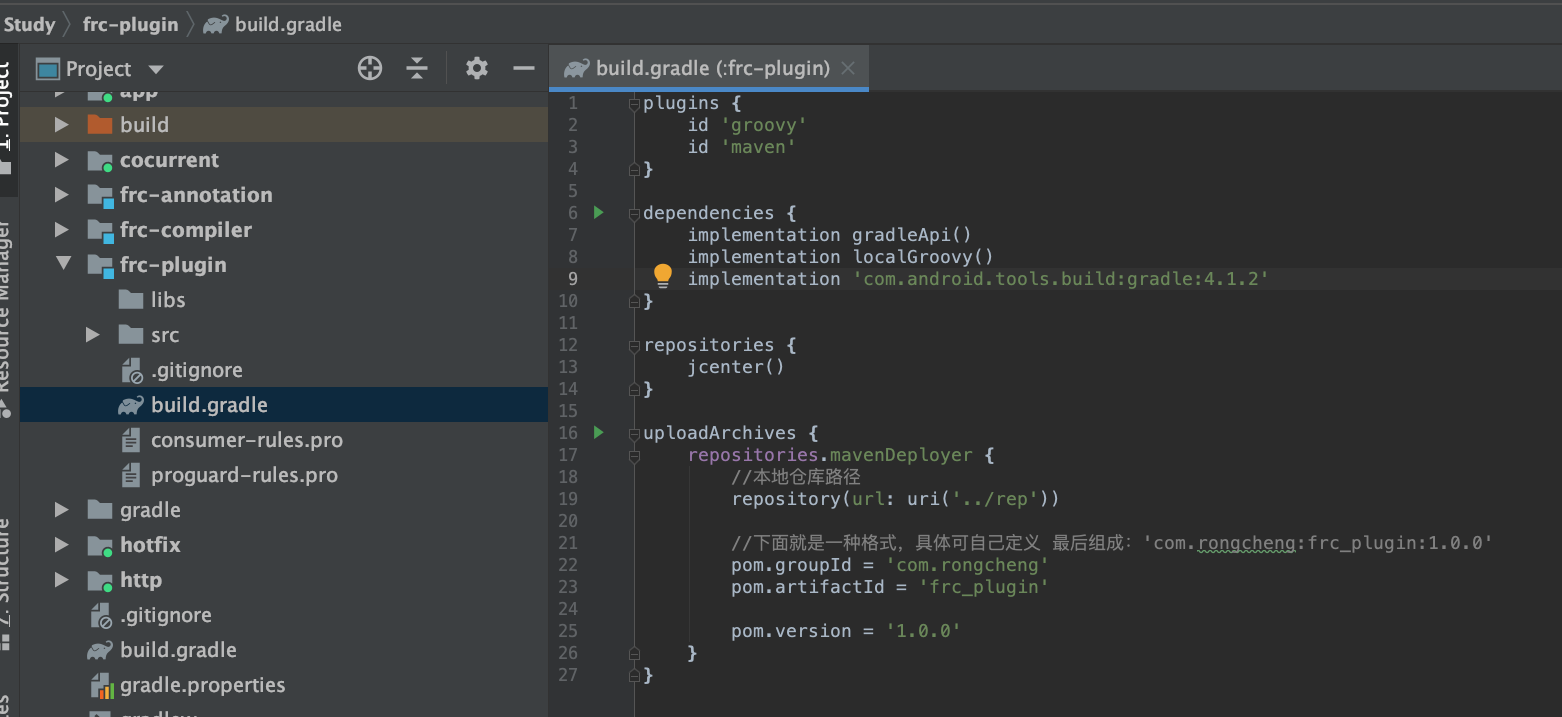 Study frc-plugin build.gradle
1: Project
Resource Manager
Z: Structure
Project
app
build
cocurrent
frc-annotation
frc-compiler
frc-plugin
libs
src
.gitignore
build.gradle
consumer-rules.pro
proguard-rules.pro
gradle
hotfix
http
.gitignore
build.gradle
gradle.properties
gradlew
build.gradle (:frc-plugin)
1 plugins {
2 id 'groovy'
3 id 'maven'
4 }
5
6 dependencies {
7 implementation gradleApi()
8 implementation localGroovy()
9 implementation 'com.android.tools.build:gradle:4.1.2'
10 }
11
12 repositories {
13 jcenter()
14 }
15
16 uploadArchives {
17 repositories.mavenDeployer {
18 //本地仓库路径
19 repository(url: uri('../rep'))
20
21 //下面就是一种格式，具体可自己定义 最后组成：'com.rongcheng:frc_plugin:1.0.0'
22 pom.groupId = 'com.rongcheng'
23 pom.artifactId = 'frc_plugin'
24
25 pom.version = '1.0.0'
26 }
27 }